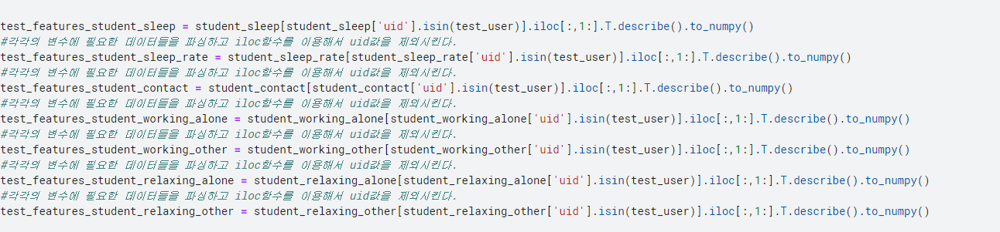 test_features_student_sleep = student_sleep[student_sleep['uid'].isin(test_user)].iloc[:,1:].T.describe().to_numpy()
#각각의 변수에 필요한 데이터들을 파싱하고 iloc함수를 이용해서 uid값을 제외시킨다.
test_features_student_sleep_rate = student_sleep_rate[student_sleep_rate['uid'].isin(test_user)].iloc[:,1:].T.describe().to_numpy()
#각각의 변수에 필요한 데이터들을 파싱하고 iloc함수를 이용해서 uid값을 제외시킨다.
test_features_student_contact = student_contact[student_contact['uid'].isin(test_user)].iloc[:,1:].T.describe().to_numpy()
#각각의 변수에 필요한 데이터들을 파싱하고 iloc함수를 이용해서 uid값을 제외시킨다.
test_features_student_working_alone = student_working_alone[student_working_alone['uid'].isin(test_user)].iloc[:,1:].T.describe().to_numpy()
#각각의 변수에 필요한 데이터들을 파싱하고 iloc함수를 이용해서 uid값을 제외시킨다.
test_features_student_working_other = student_working_other[student_working_other['uid'].isin(test_user)].iloc[:,1:].T.describe().to_numpy()
#각각의 변수에 필요한 데이터들을 파싱하고 iloc함수를 이용해서 uid값을 제외시킨다.
test_features_student_relaxing_alone = student_relaxing_alone[student_relaxing_alone['uid'].isin(test_user)].iloc[:,1:].T.describe().to_numpy()
#각각의 변수에 필요한 데이터들을 파싱하고 iloc함수를 이용해서 uid값을 제외시킨다.
test_features_student_relaxing_other = student_relaxing_other[student_relaxing_other['uid'].isin(test_user)].iloc[:,1:].T.describe().to_numpy()